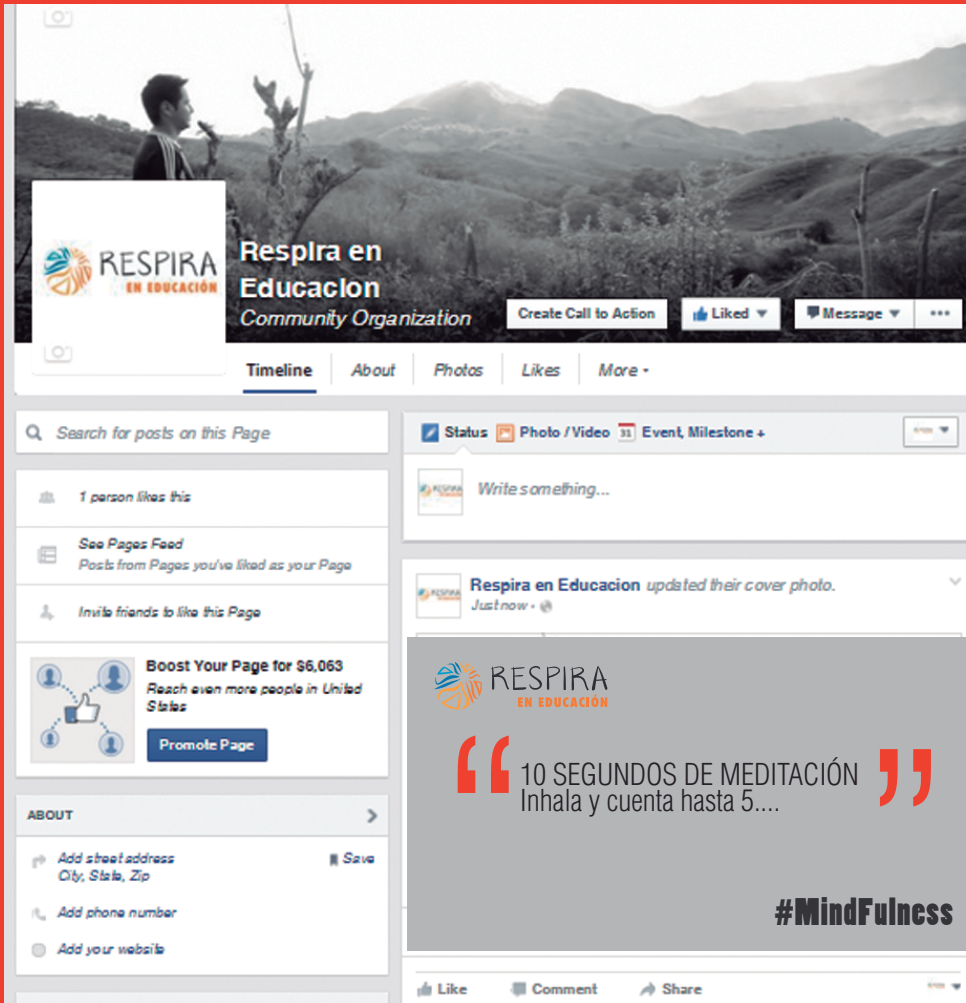 RESPIRA
EN EDUCACIÓN
Respira en
Educacion
Community Organization
Create Call to Action
Liked
Message
Timeline
About
Photos
Likes
More
Search for posts on this Page
1 person likes this
See Pages Feed
Posts from Pages you've liked as your Page
Invite friends to like this Page
Boost Your Page for $6,063
Reach even more people in United
States
Promote Page
ABOUT
Add street address
Save
City, State, Zip
Add phone number
Add your website
Status
Photo / Video
31
Event, Milestone +
RESPIRA
Write something...
RESPIRA
Respira en Educacion updated their cover photo.
Just now
RESPIRA
EN EDUCACIÓN
“ 10 SEGUNDOS DE MEDITACIÓN ”
Inhala y cuenta hasta 5....
#MindFulness
Like
Comment
Share